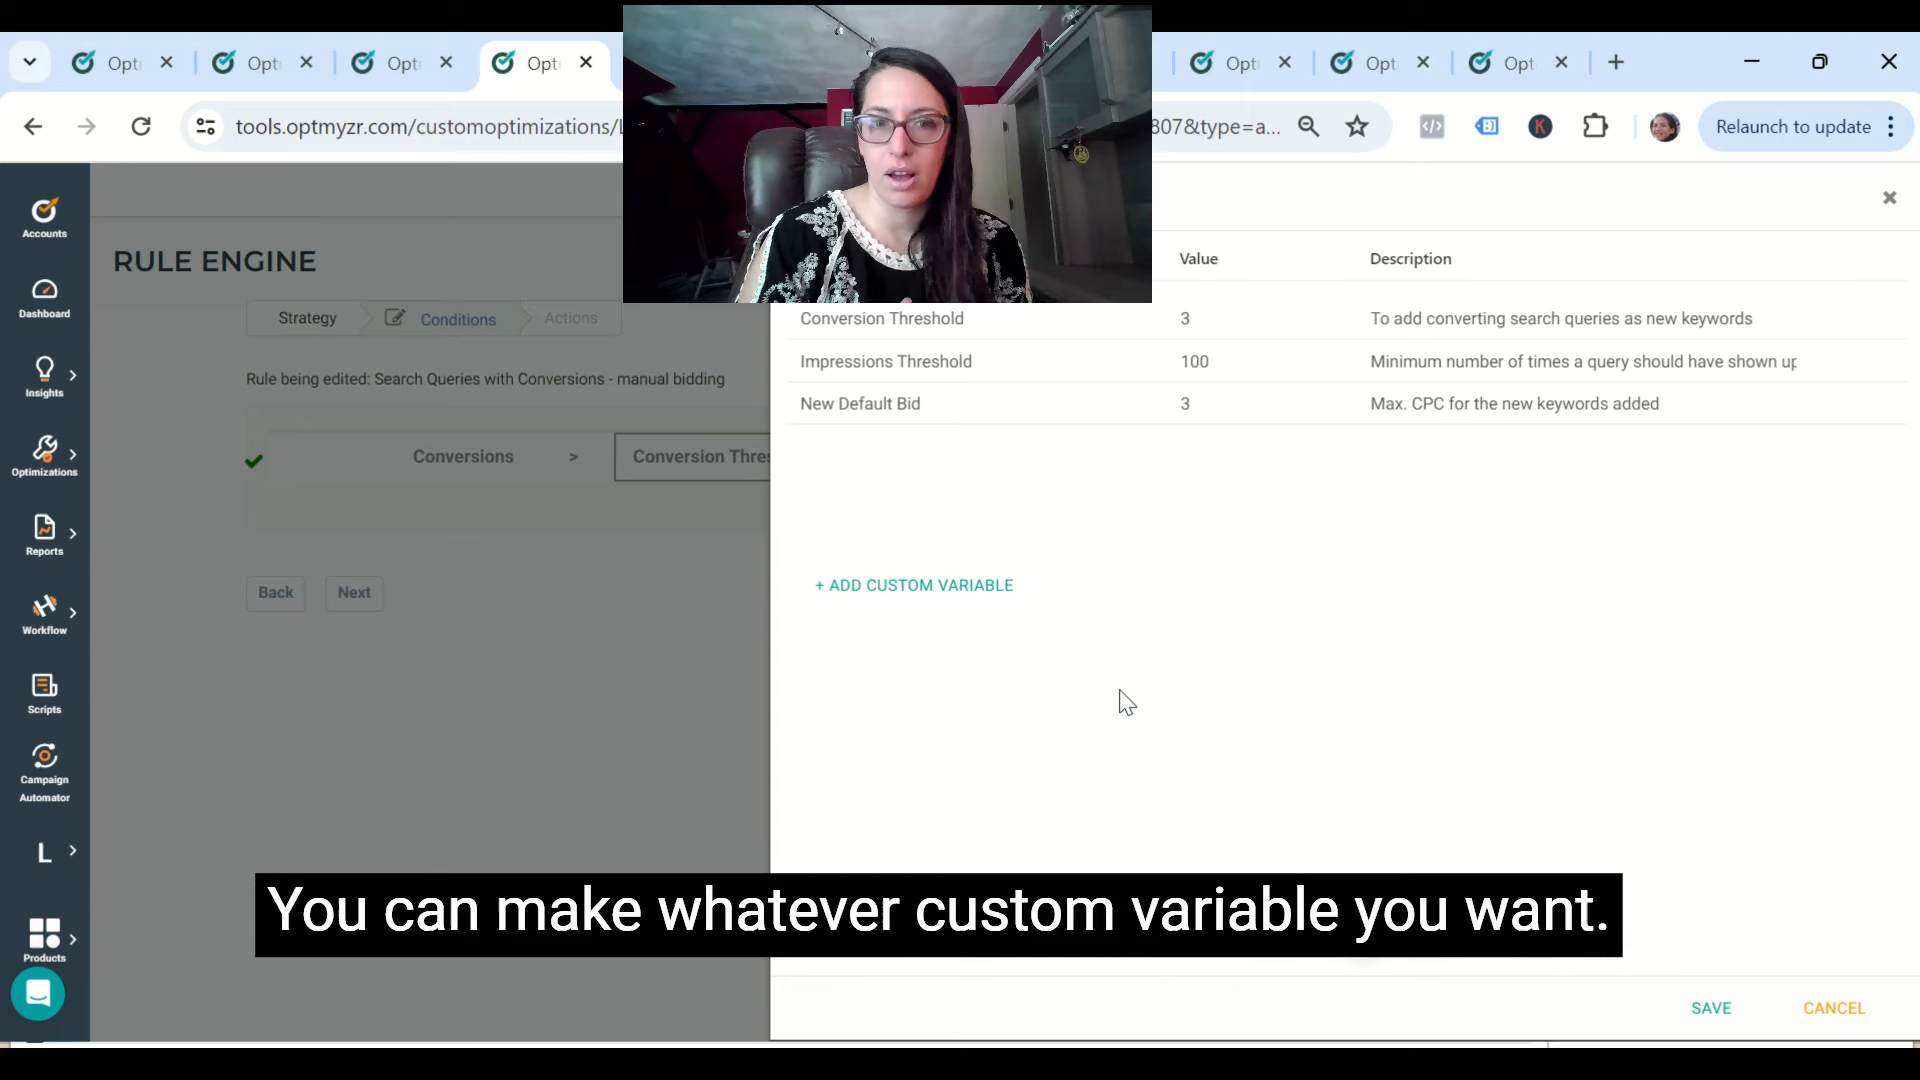 Opt
Opt
Opt
Opt
Opt
Opt
Opt
tools.optmyzr.com/customoptimizations/
807&type=a...
Relaunch to update
Accounts
Dashboard
Insights
Optimizations
Reports
Workflow
Scripts
Campaign
Automator
L
Products
RULE ENGINE
Strategy
Conditions
Actions
Rule being edited: Search Queries with Conversions - manual bidding
Conversions > Conversion Thres
Back
Next
Value Description
Conversion Threshold 3 To add converting search queries as new keywords
Impressions Threshold 100 Minimum number of times a query should have shown up
New Default Bid 3 Max. CPC for the new keywords added
+ ADD CUSTOM VARIABLE
You can make whatever custom variable you want.
SAVE
CANCEL